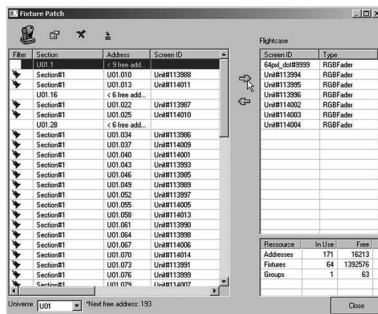 Fixture Patch
Filter Section Address Screen ID
U01.1 < 9 free add...
Section#1 U01.010 Unit#113988
Section#1 U01.013 Unit#114011
U01.16 < 6 free add...
Section#1 U01.022 Unit#113987
Section#1 U01.025 Unit#114010
U01.28 < 6 free add...
Section#1 U01.034 Unit#113986
Section#1 U01.037 Unit#114009
Section#1 U01.040 Unit#114001
Section#1 U01.043 Unit#113993
Section#1 U01.046 Unit#113985
Section#1 U01.049 Unit#113989
Section#1 U01.052 Unit#113997
Section#1 U01.055 Unit#114005
Section#1 U01.058 Unit#114013
Section#1 U01.061 Unit#113990
Section#1 U01.064 Unit#113998
Section#1 U01.067 Unit#114006
Section#1 U01.070 Unit#114014
Section#1 U01.073 Unit#113991
Section#1 U01.076 Unit#113999
Section#1 U01.079 Unit#114007
Universe U01 *Next free address: 193
Flightcase
Screen ID Type
64pxl_dot#9999 RGBFader
Unit#113994 RGBFader
Unit#113995 RGBFader
Unit#113996 RGBFader
Unit#114002 RGBFader
Unit#114003 RGBFader
Unit#114004 RGBFader
Ressource In Use Free
Addresses 171 16213
Fixtures 64 1392576
Groups 1 63
Close